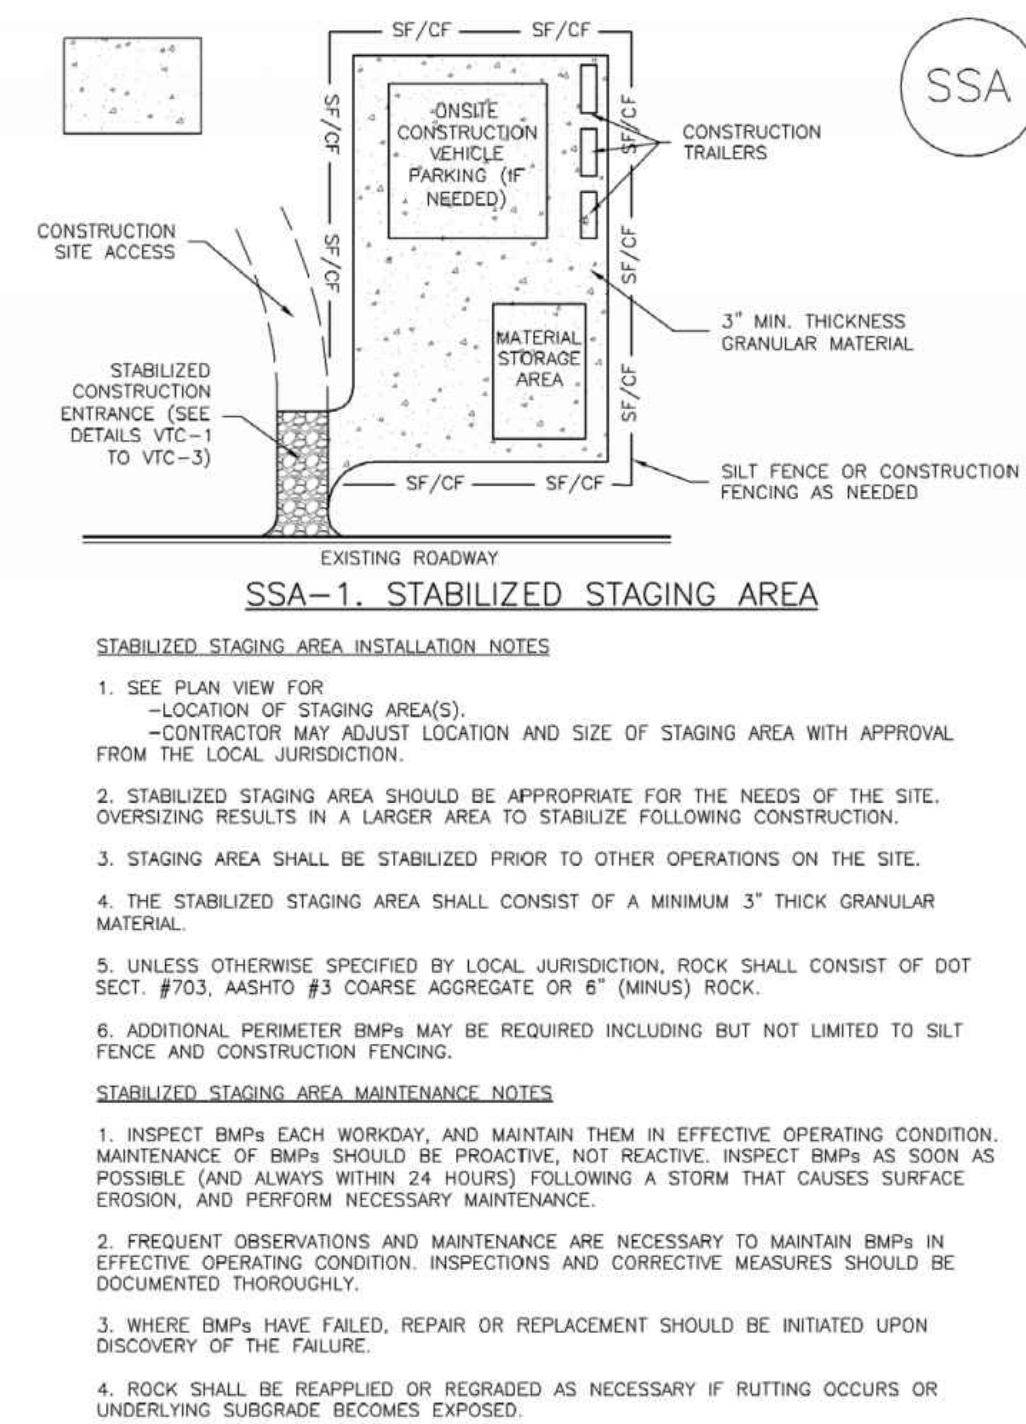 SF/CF
SF/CF
SSA
SF/CF
ONSITE
CONSTRUCTION
VEHICLE
PARKING (IF
NEEDED)
SF/CF
CONSTRUCTION
TRAILERS
CONSTRUCTION
SITE ACCESS
SF/CF
SF/CF
3" MIN. THICKNESS
GRANULAR MATERIAL
MATERIAL
STORAGE
AREA
STABILIZED
CONSTRUCTION
ENTRANCE (SEE
DETAILS VTC-1
TO VTC-3)
SF/CF
SF/CF
SF/CF
SILT FENCE OR CONSTRUCTION
FENCING AS NEEDED
EXISTING ROADWAY
SSA-1. STABILIZED STAGING AREA
STABILIZED STAGING AREA INSTALLATION NOTES
1. SEE PLAN VIEW FOR
-LOCATION OF STAGING AREA(S).
-CONTRACTOR MAY ADJUST LOCATION AND SIZE OF STAGING AREA WITH APPROVAL
FROM THE LOCAL JURISDICTION.
2. STABILIZED STAGING AREA SHOULD BE APPROPRIATE FOR THE NEEDS OF THE SITE.
OVERSIZING RESULTS IN A LARGER AREA TO STABILIZE FOLLOWING CONSTRUCTION.
3. STAGING AREA SHALL BE STABILIZED PRIOR TO OTHER OPERATIONS ON THE SITE.
4. THE STABILIZED STAGING AREA SHALL CONSIST OF A MINIMUM 3" THICK GRANULAR
MATERIAL.
5. UNLESS OTHERWISE SPECIFIED BY LOCAL JURISDICTION, ROCK SHALL CONSIST OF DOT
SECT. #703, AASHTO #3 COARSE AGGREGATE OR 6" (MINUS) ROCK.
6. ADDITIONAL PERIMETER BMPs MAY BE REQUIRED INCLUDING BUT NOT LIMITED TO SILT
FENCE AND CONSTRUCTION FENCING.
STABILIZED STAGING AREA MAINTENANCE NOTES
1. INSPECT BMPs EACH WORKDAY, AND MAINTAIN THEM IN EFFECTIVE OPERATING CONDITION.
MAINTENANCE OF BMPs SHOULD BE PROACTIVE, NOT REACTIVE. INSPECT BMPs AS SOON AS
POSSIBLE (AND ALWAYS WITHIN 24 HOURS) FOLLOWING A STORM THAT CAUSES SURFACE
EROSION, AND PERFORM NECESSARY MAINTENANCE.
2. FREQUENT OBSERVATIONS AND MAINTENANCE ARE NECESSARY TO MAINTAIN BMPs IN
EFFECTIVE OPERATING CONDITION. INSPECTIONS AND CORRECTIVE MEASURES SHOULD BE
DOCUMENTED THOROUGHLY.
3. WHERE BMPs HAVE FAILED, REPAIR OR REPLACEMENT SHOULD BE INITIATED UPON
DISCOVERY OF THE FAILURE.
4. ROCK SHALL BE REAPPLIED OR REGRADED AS NECESSARY IF RUTTING OCCURS OR
UNDERLYING SUBGRADE BECOMES EXPOSED.